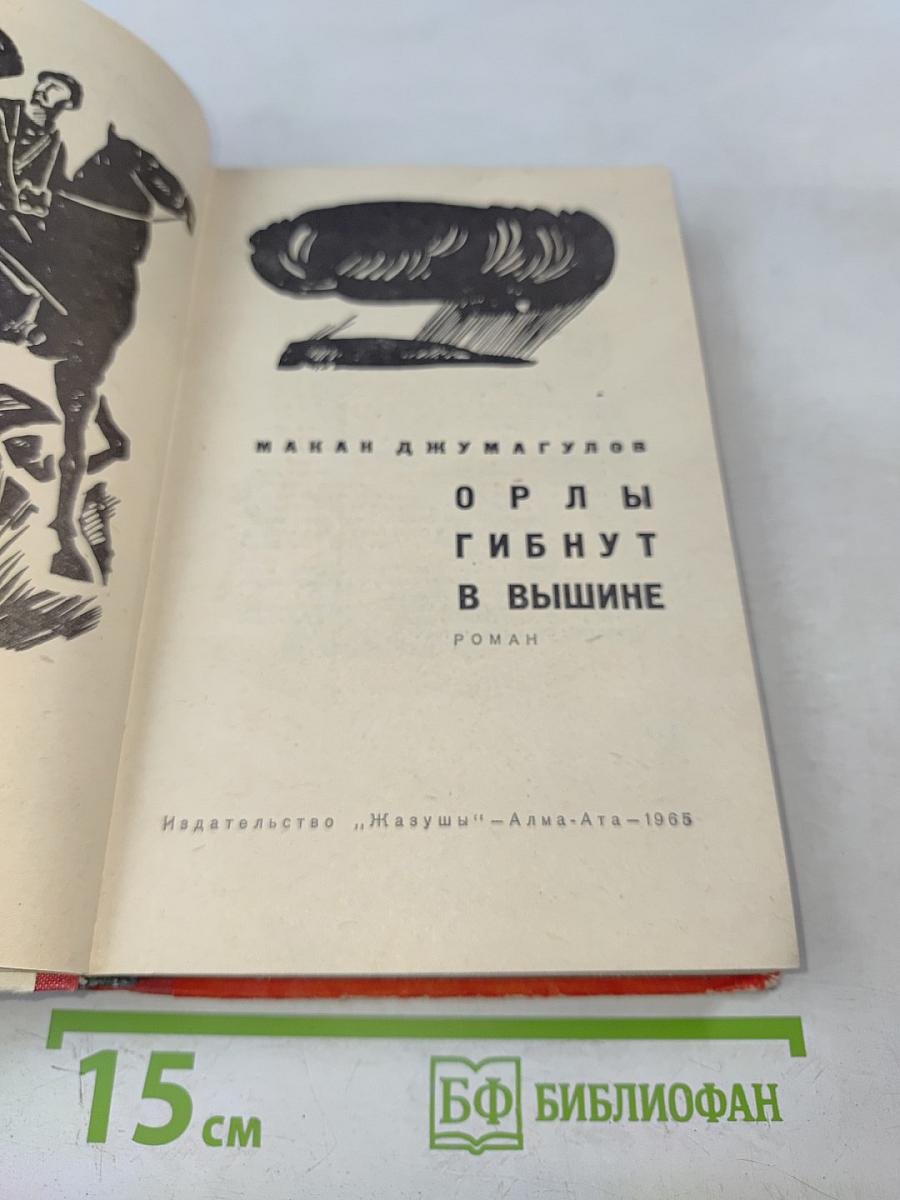 МАКАН ДЖУМАГУЛОВ
ОРЛЫ
ГИБНУТ
В ВЫШИНЕ
РОМАН
Издательство „Жазушы“—Алма-Ата—1965
15 см
БФ БИБЛИОФАН